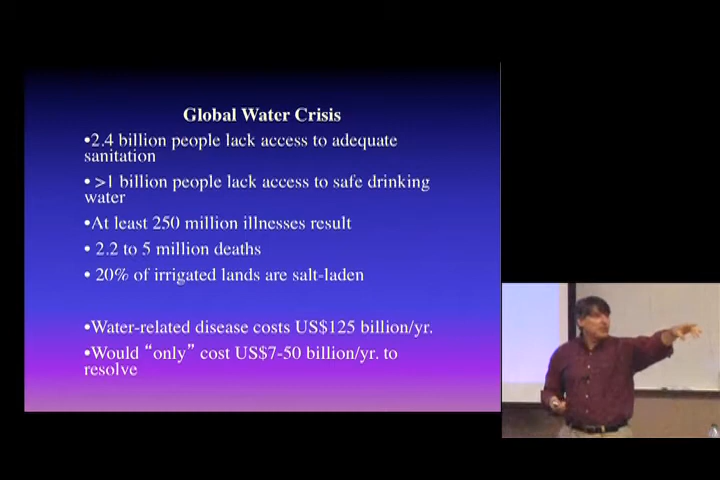 Global Water Crisis
•2.4 billion people lack access to adequate
sanitation
• >1 billion people lack access to safe drinking
water
•At least 250 million illnesses result
• 2.2 to 5 million deaths
• 20% of irrigated lands are salt-laden
•Water-related disease costs US$125 billion/yr.
•Would “only” cost US$7-50 billion/yr. to
resolve